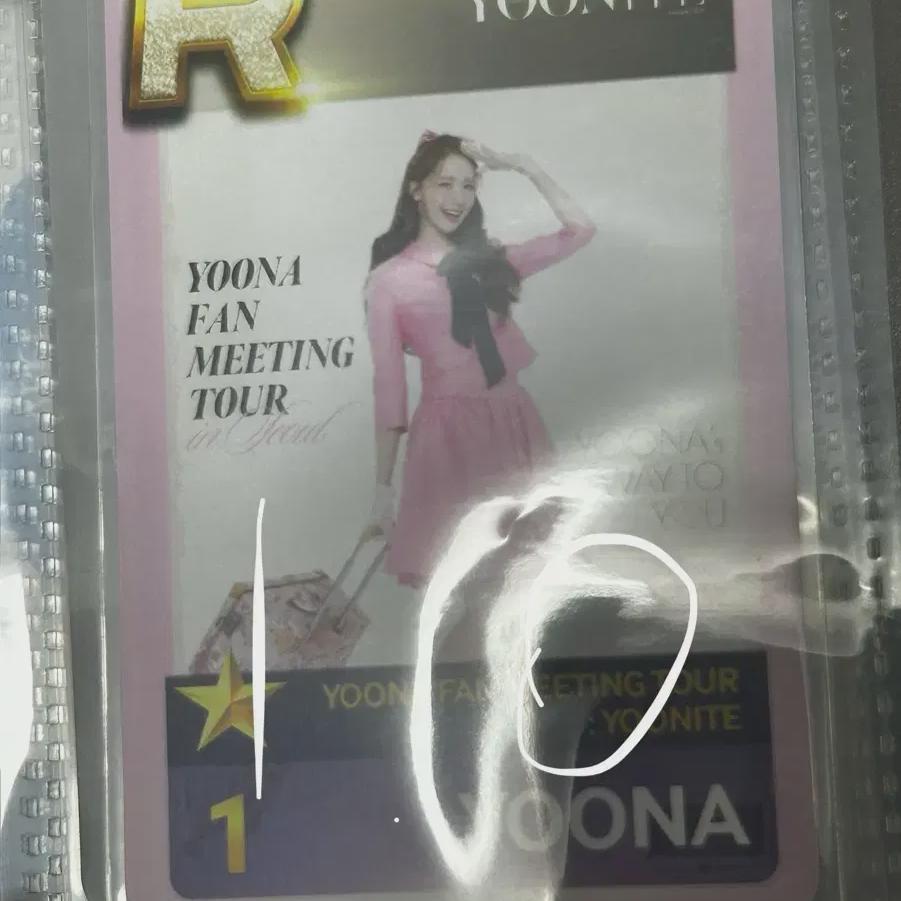 R
YOONITE
YOONA
FAN
MEETING
TOUR
in Seoul
YOONA's
WAY TO
YOU
10
YOONA FAN MEETING TOUR
: YOONITE
1
YOONA